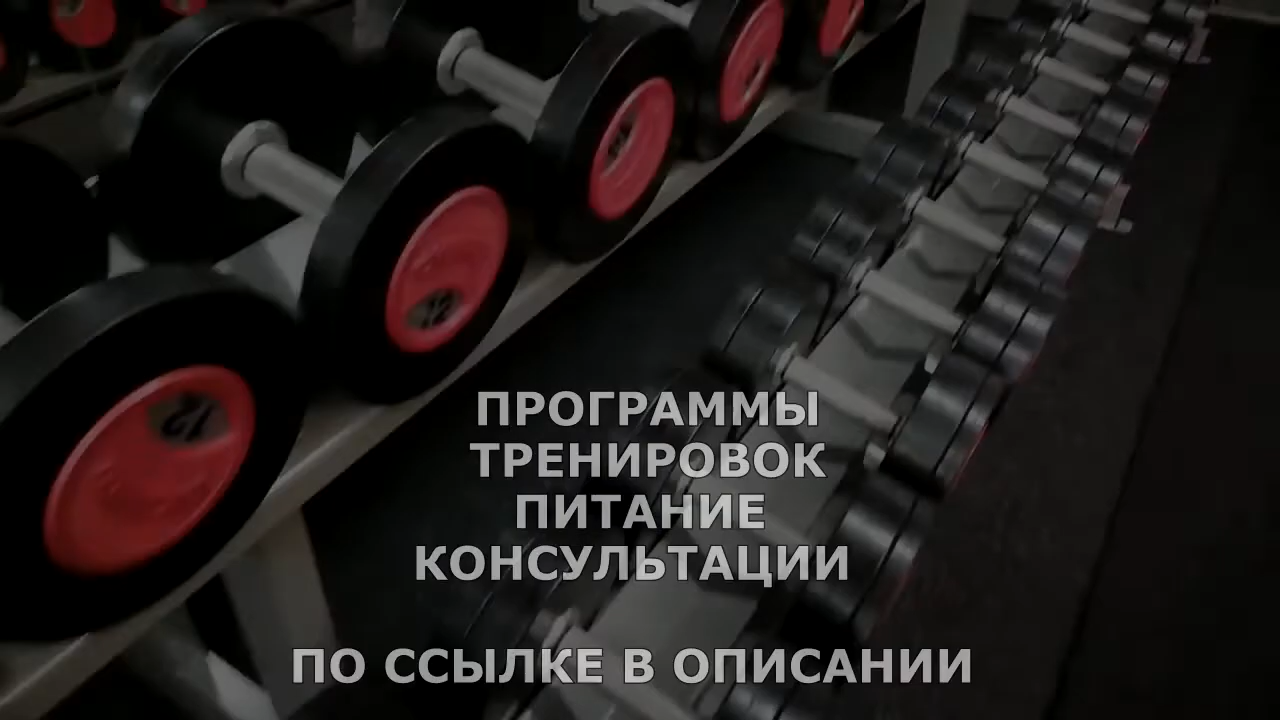 ПРОГРАММЫ
ТРЕНИРОВОК
ПИТАНИЕ
КОНСУЛЬТАЦИИ
ПО ССЫЛКЕ В ОПИСАНИИ